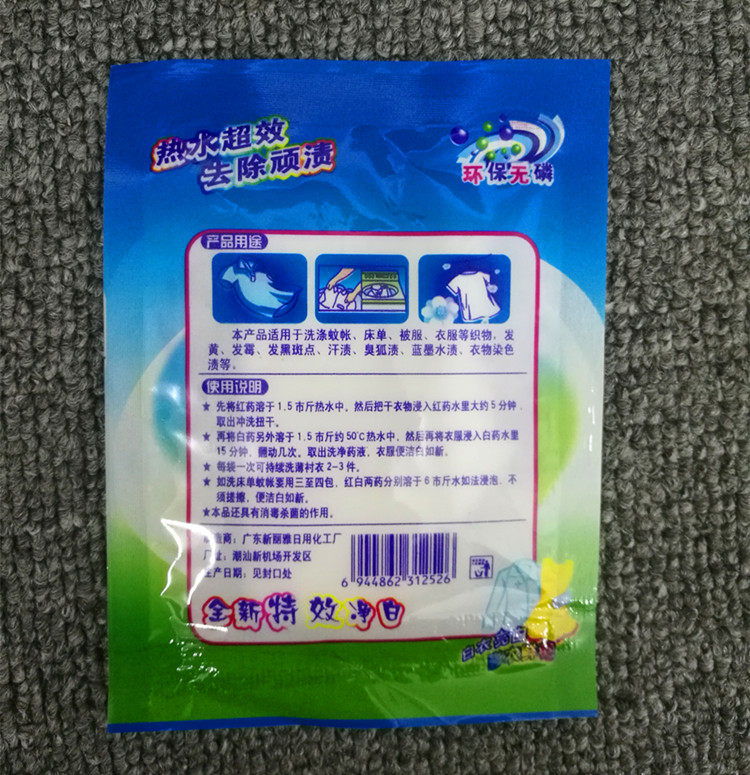 热水超效
去除顽渍
环保无磷
产品用途
本产品适用于洗涤蚊帐、床单、被服、衣服等织物，发
黄、发霉、发黑斑点、汗渍、臭狐渍、蓝墨水渍、衣物染色
渍等。
使用说明
★ 先将红药溶于1.5市斤热水中。然后把干衣物浸入红药水里大约5分钟，
取出冲洗扭干。
★ 再将白药另外溶于1.5市斤约50℃热水中，然后再将衣服浸入白药水里
15分钟，翻动几次。取出洗净药液、衣服便洁白如新。
★ 每袋一次可持续洗薄衬衣2-3件。
★ 如洗床单蚊帐要用三至四包，红白两药分别溶于6市斤水如法浸泡，不
须搓擦，便洁白如新。
★本品还具有消毒杀菌的作用。
商：广东新丽雅日用化工厂
厂址：潮汕新机场开发区
生产日期：见封口处
6 944862 312526
全新特效净白
白衣